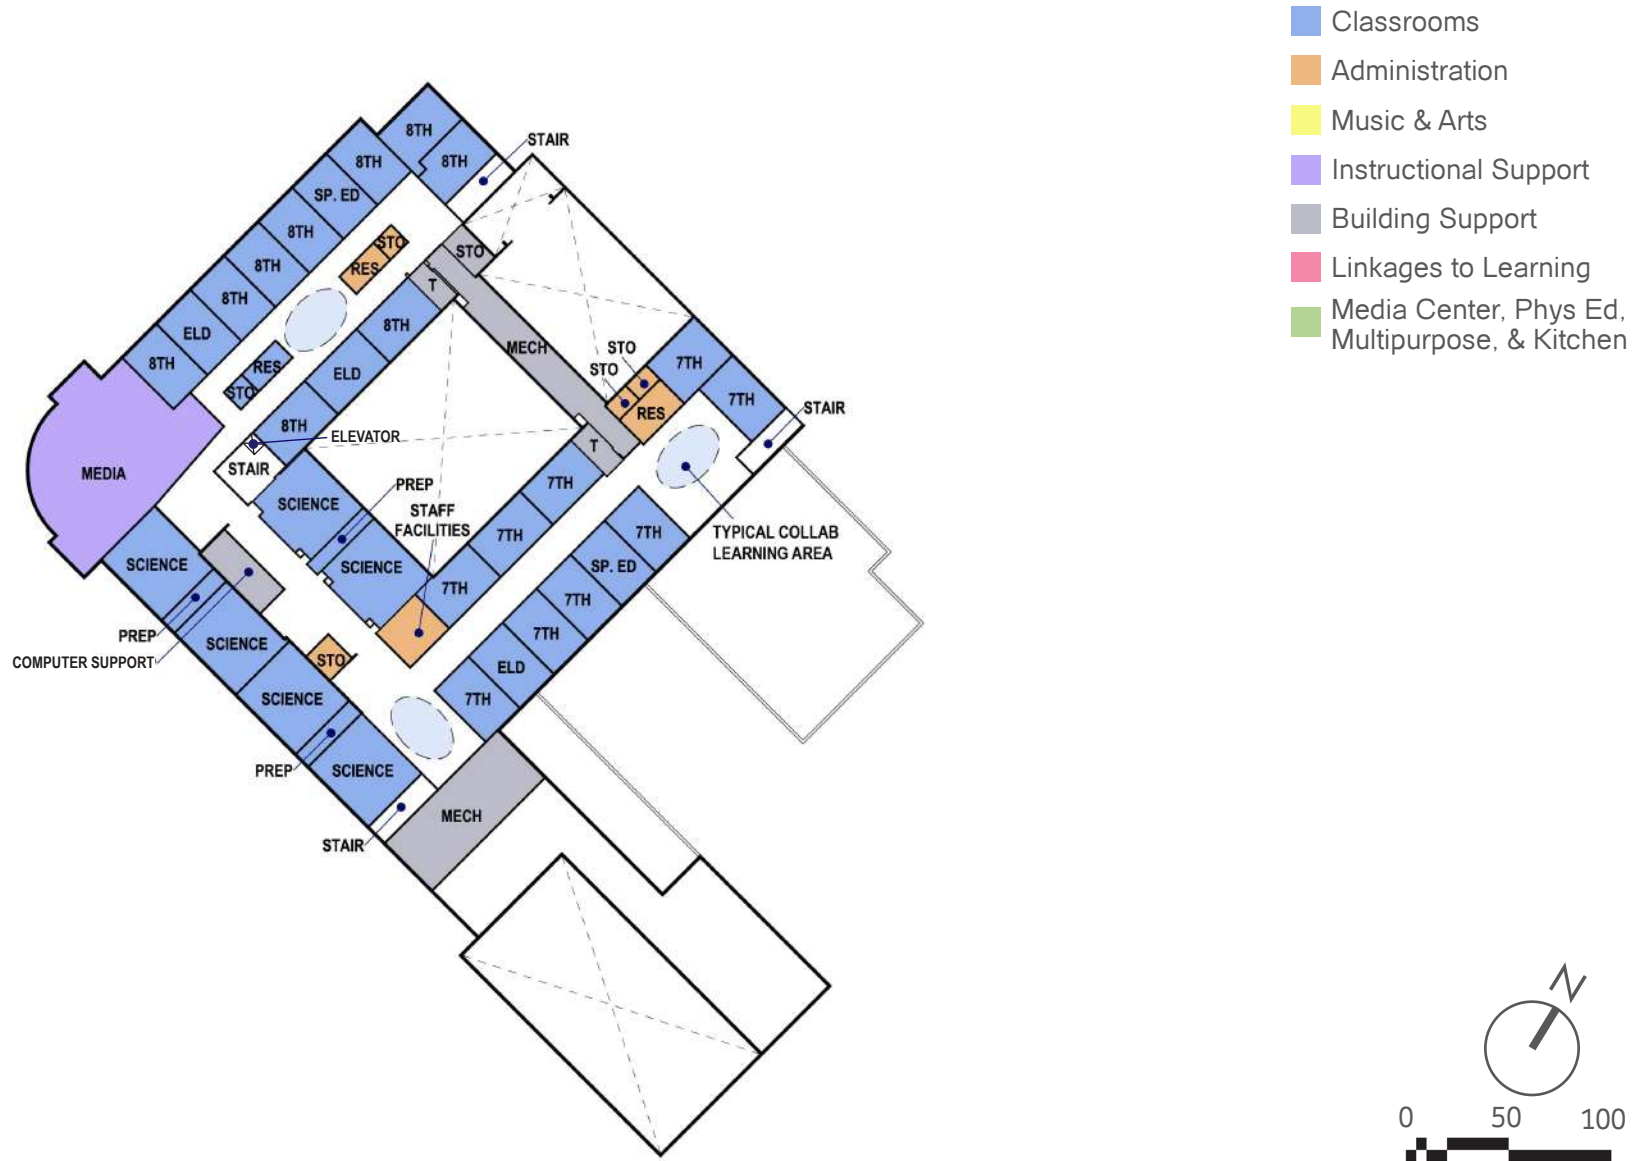 Classrooms
Administration
Music & Arts
Instructional Support
Building Support
Linkages to Learning
Media Center, Phys Ed,
Multipurpose, & Kitchen
8TH
8TH
STAIR
8TH
SP. ED
8TH
8TH
8TH
ELD
8TH
STO
RES
STO
T
RES
STO
8TH
ELD
8TH
ELEVATOR
STAIR
MEDIA
MECH
STO
STO
RES
7TH
7TH
STAIR
T
7TH
7TH
7TH
SCIENCE
PREP
STAFF
FACILITIES
SCIENCE
TYPICAL COLLAB
LEARNING AREA
7TH
SP. ED
7TH
7TH
ELD
7TH
SCIENCE
PREP
COMPUTER SUPPORT
SCIENCE
STO
SCIENCE
PREP
SCIENCE
STAIR
MECH
N
0 50 100